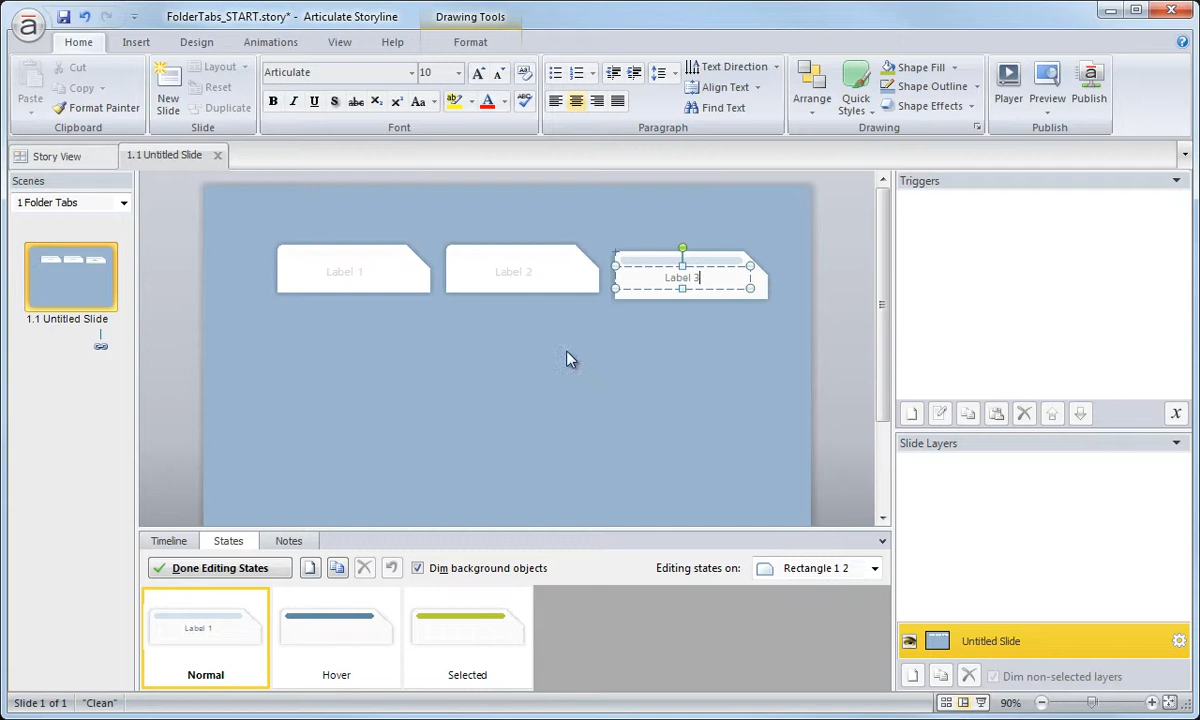 FolderTabs_START.story* - Articulate Storyline
Drawing Tools
Home
Insert
Design
Transitions
Animations
View
Help
Format
Paste
Cut
Copy
Format Painter
Clipboard
New Slide
Layout
Reset
Duplicate
Slide
Articulate
10
B I U S
Aa
A
Font
Text Direction
Align Text
Find Text
Paragraph
Arrange
Quick Styles
Shape Fill
Shape Outline
Shape Effects
Drawing
Player
Preview
Publish
Publish
Story View
1.1 Untitled Slide
Scenes
1 Folder Tabs
1.1 Untitled Slide
Label 1
Label 2
Label 3
Triggers
x
Slide Layers
Untitled Slide
Dim non-selected layers
Timeline
States
Notes
Done Editing States
Dim background objects
Editing states on:
Rectangle 1 2
Label 1
Normal
Hover
Selected
Slide 1 of 1
"Clean"
90%